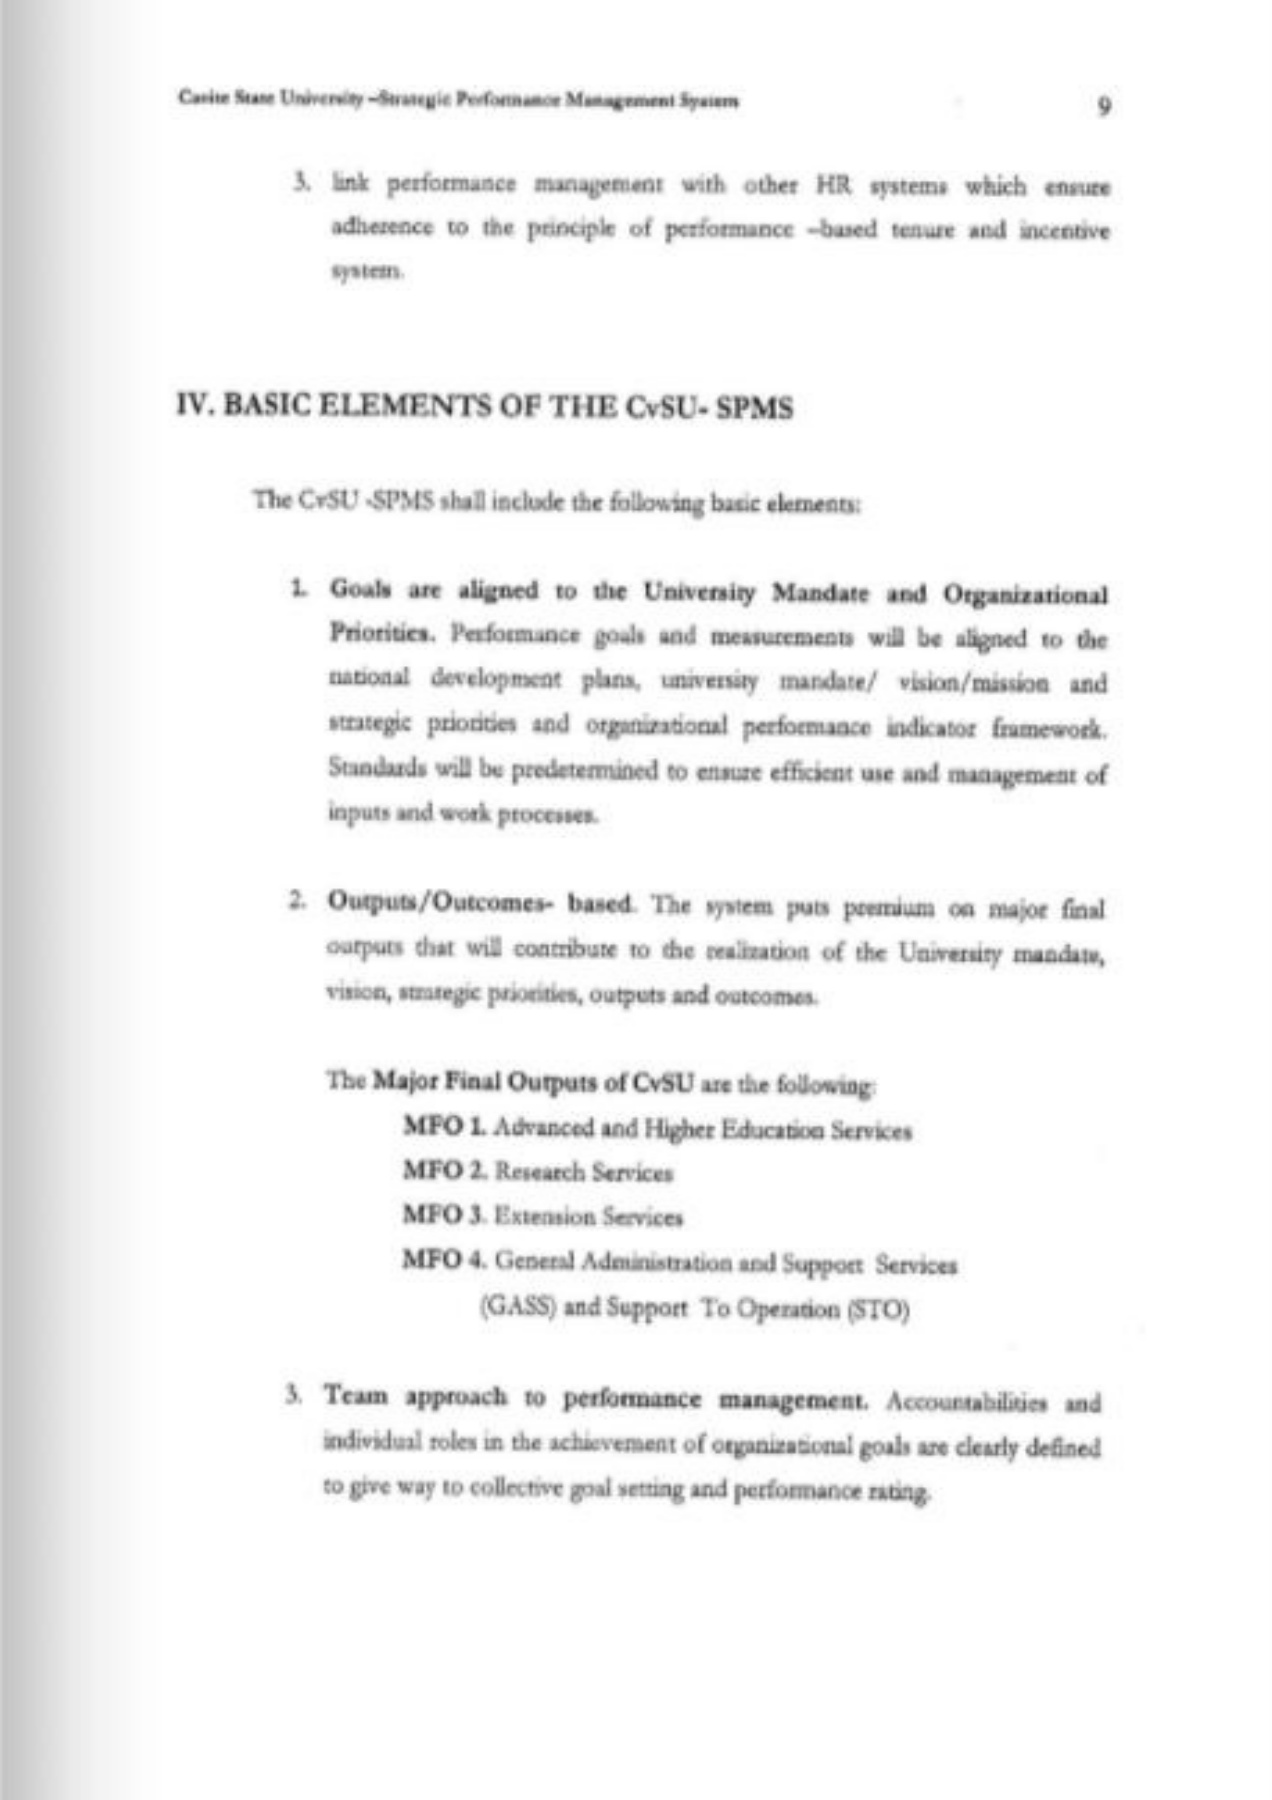 Cavite State University –Strategic Performance Management System
9
3. link performance management with other HR systems which ensure
adherence to the principle of performance –based tenure and incentive
system.
IV. BASIC ELEMENTS OF THE CvSU- SPMS
The CvSU -SPMS shall include the following basic elements:
1. Goals are aligned to the University Mandate and Organizational
Priorities. Performance goals and measurements will be aligned to the
national development plans, university mandate/ vision/mission and
strategic priorities and organizational performance indicator framework.
Standards will be predetermined to ensure efficient use and management of
inputs and work processes.
2. Outputs/Outcomes- based. The system puts premium on major final
outputs that will contribute to the realization of the University mandate,
vision, strategic priorities, outputs and outcomes.
The Major Final Outputs of CvSU are the following:
MFO 1. Advanced and Higher Education Services
MFO 2. Research Services
MFO 3. Extension Services
MFO 4. General Administration and Support Services
(GASS) and Support To Operation (STO)
3. Team approach to performance management. Accountabilities and
individual roles in the achievement of organizational goals are clearly defined
to give way to collective goal setting and performance rating.